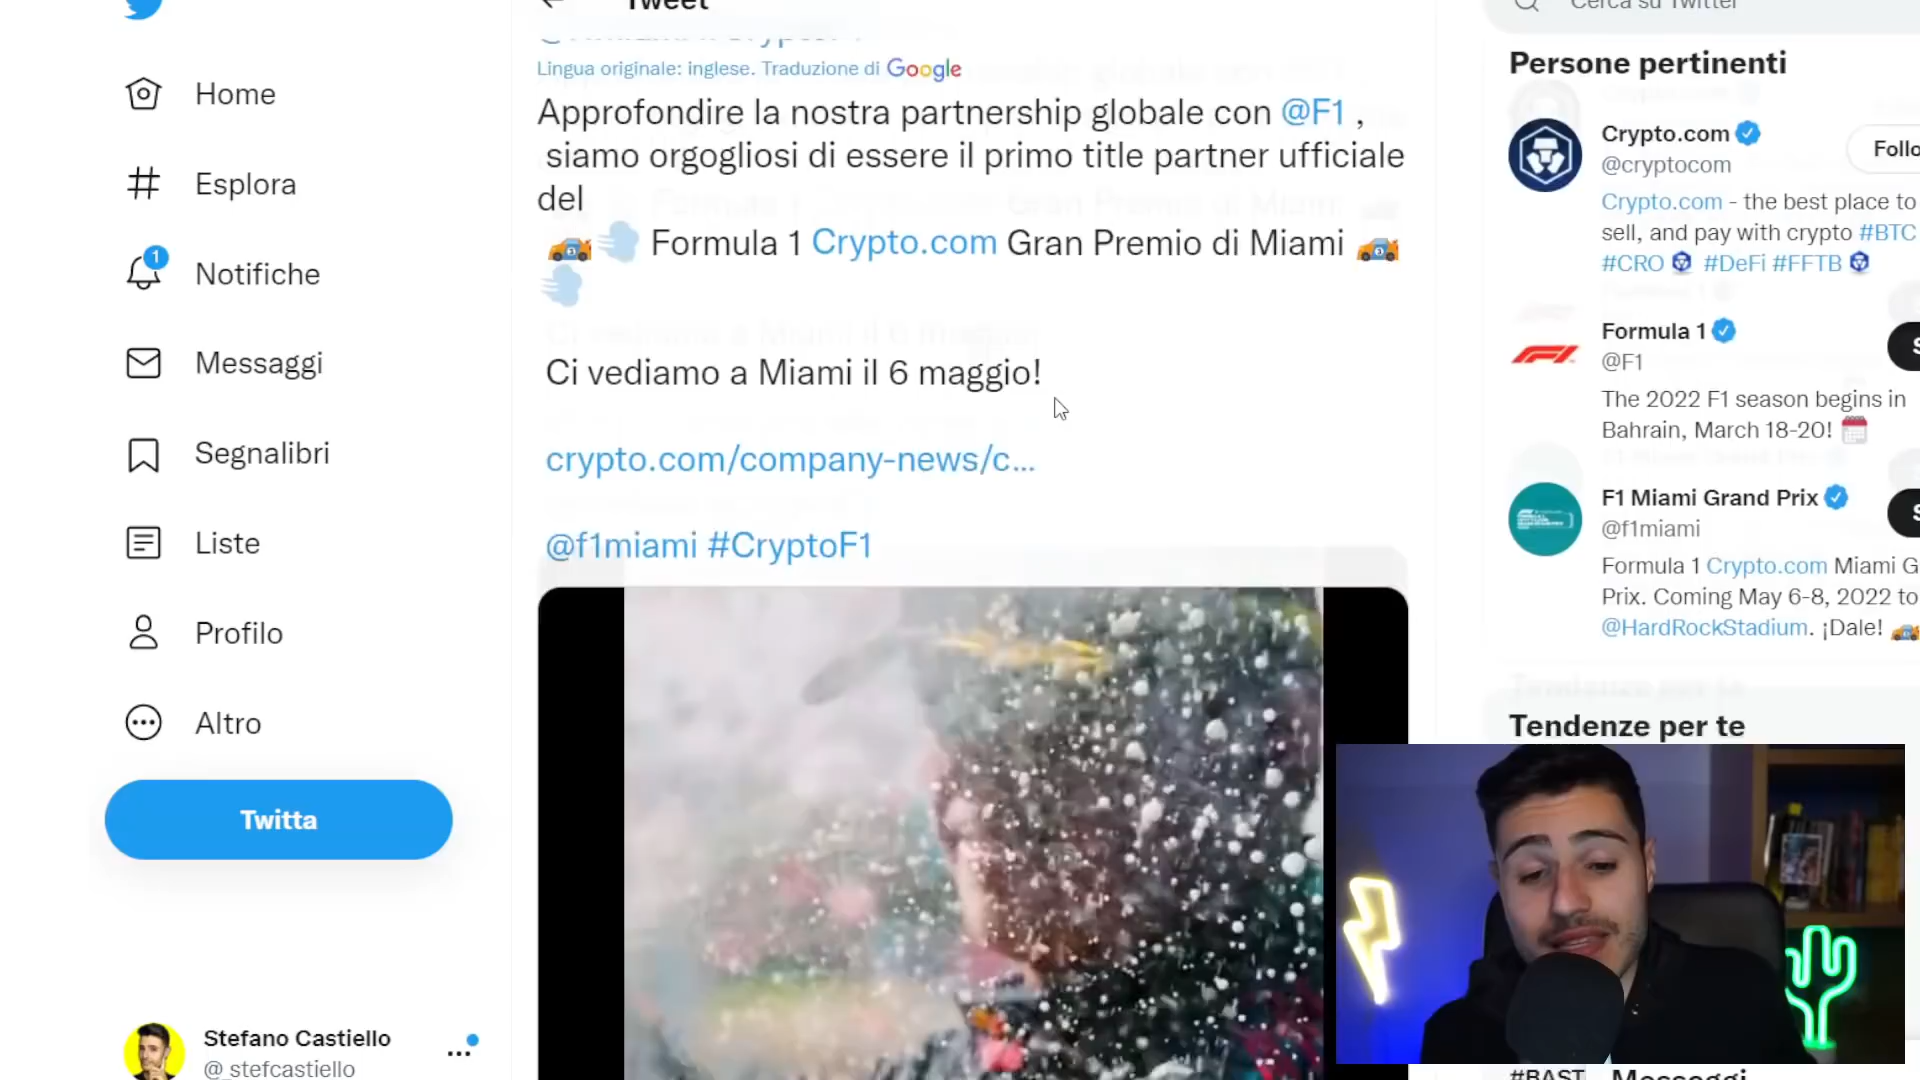 Tweet
Cerca su Twitter
Home
Esplora
1
Notifiche
Messaggi
Segnalibri
Liste
Profilo
Altro
Twitta
Stefano Castiello
@_stefcastiello
Lingua originale: inglese. Traduzione di Google
Approfondire la nostra partnership globale con @F1 ,
siamo orgogliosi di essere il primo title partner ufficiale
del
Formula 1 Crypto.com Gran Premio di Miami
Ci vediamo a Miami il 6 maggio!
crypto.com/company-news/c...
@f1miami #CryptoF1
Persone pertinenti
Crypto.com
@cryptocom
Follo
Crypto.com - the best place to
sell, and pay with crypto #BTC
#CRO #DeFi #FFTB
Formula 1
@F1
S
The 2022 F1 season begins in
Bahrain, March 18-20!
F1 Miami Grand Prix
@f1miami
S
Formula 1 Crypto.com Miami G
Prix. Coming May 6-8, 2022 to
@HardRockStadium. ¡Dale!
Tendenze per te
#BAST
Messaggi